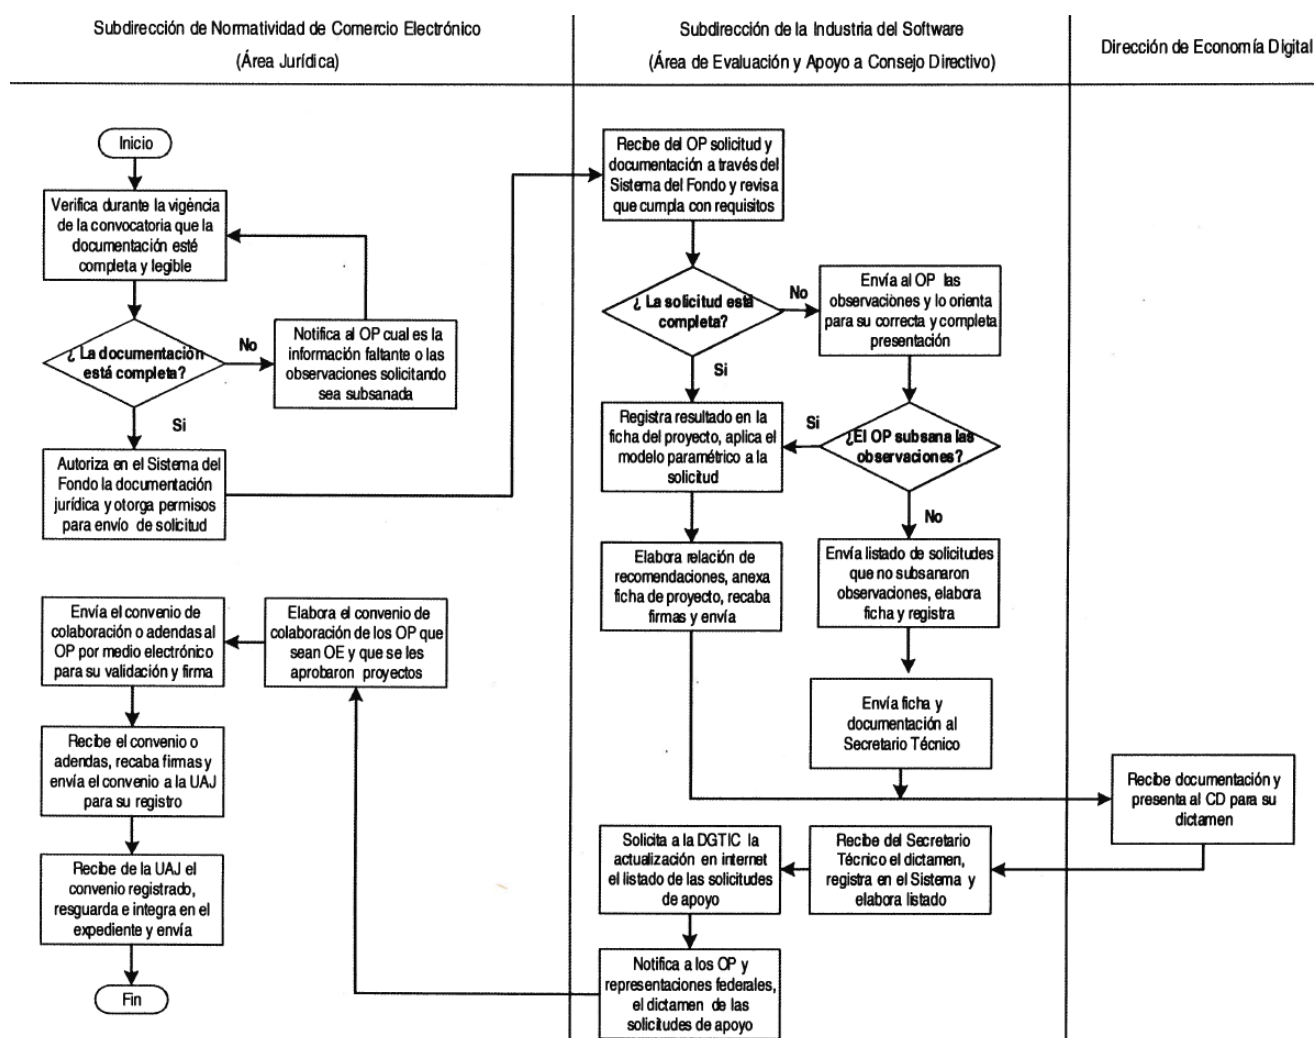 Subdirección de Normatividad de Comercio Electrónico
(Área Jurídica)
Subdirección de la Industria del Software
(Área de Evaluación y Apoyo a Consejo Directivo)
Dirección de Economía Digital
Inicio
Verifica durante la vigencia
de la convocatoria que la
documentación esté
completa y legible
¿ La documentación
está completa?
No
Notifica al OP cual es la
información faltante o las
observaciones solicitando
sea subsanada
Si
Autoriza en el Sistema del
Fondo la documentación
jurídica y otorga permisos
para envío de solicitud
Recibe del OP solicitud y
documentación a través del
Sistema del Fondo y revisa
que cumpla con requisitos
¿ La solicitud está
completa?
No
Envía al OP las
observaciones y lo orienta
para su correcta y completa
presentación
Si
Registra resultado en la
ficha del proyecto, aplica el
modelo paramétrico a la
solicitud
Si
¿El OP subsana las
observaciones?
No
Elabora relación de
recomendaciones, anexa
ficha de proyecto, recaba
firmas y envía
Envía listado de solicitudes
que no subsanaron
observaciones, elabora
ficha y registra
Envía ficha y
documentación al
Secretario Técnico
Recibe documentación y
presenta al CD para su
dictamen
Recibe del Secretario
Técnico el dictamen,
registra en el Sistema y
elabora listado
Solicita a la DGTIC la
actualización en internet
el listado de las solicitudes
de apoyo
Notifica a los OP y
representaciones federales,
el dictamen de las
solicitudes de apoyo
Elabora el convenio de
colaboración de los OP que
sean OE y que se les
aprobaron proyectos
Envía el convenio de
colaboración o adendas al
OP por medio electrónico
para su validación y firma
Recibe el convenio o
adendas, recaba firmas y
envía el convenio a la UAJ
para su registro
Recibe de la UAJ el
convenio registrado,
resguarda e integra en el
expediente y envía
Fin